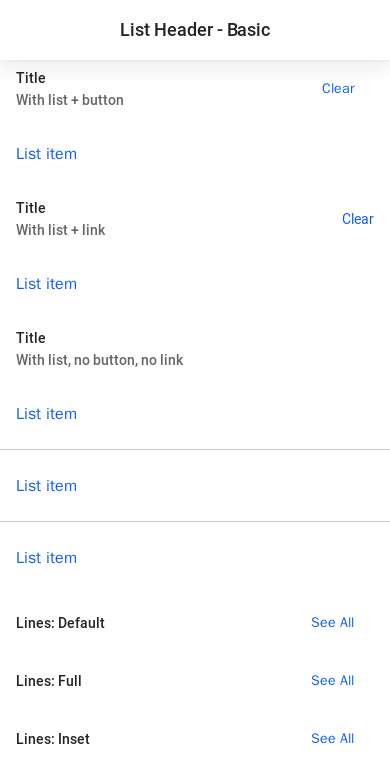 List Header - Basic
Title
With list + button
Clear
List item
Title
With list + link
Clear
List item
Title
With list, no button, no link
List item
List item
List item
Lines: Default
See All
Lines: Full
See All
Lines: Inset
See All